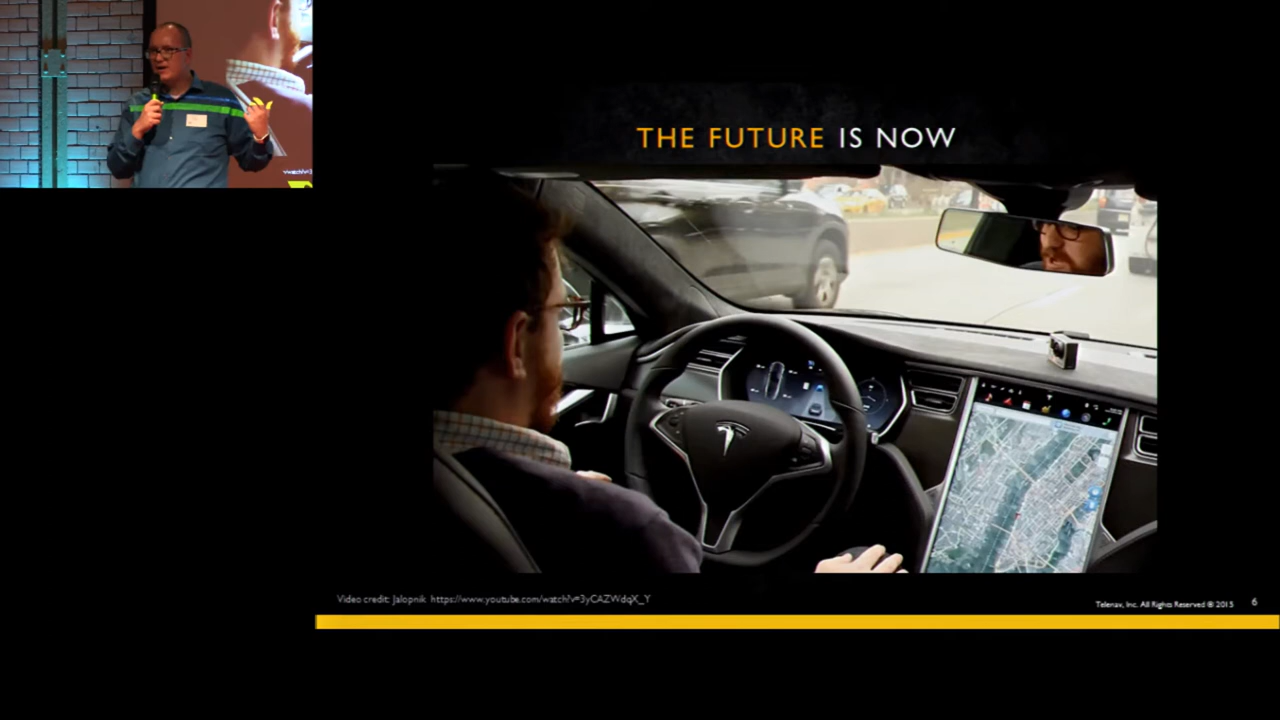 THE FUTURE IS NOW
Video credit: Jalopnik https://www.youtube.com/watch?v=3yCAZWdqX_Y
Telenav, Inc. All Rights Reserved ® 2015
6